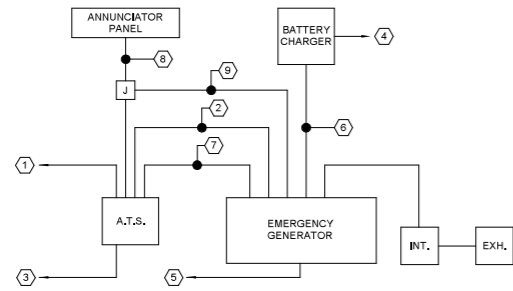 ANNUNCIATOR
PANEL
BATTERY
CHARGER
4
8
9
J
2
6
7
1
A.T.S.
EMERGENCY
GENERATOR
INT.
EXH.
3
5